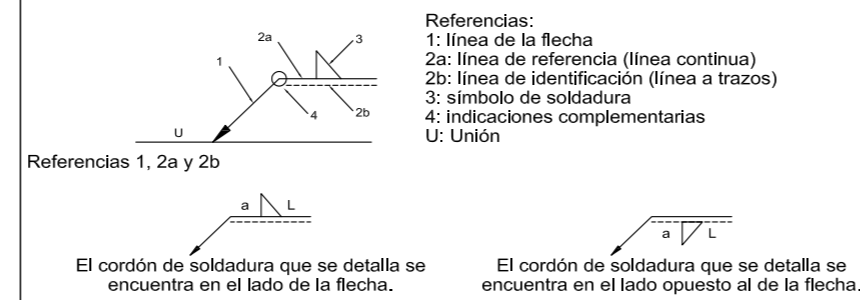 Referencias:
1: línea de la flecha
2a: línea de referencia (línea continua)
2b: línea de identificación (línea a trazos)
3: símbolo de soldadura
4: indicaciones complementarias
U: Unión
2a
3
1
4
2b
U
Referencias 1, 2a y 2b
a L
El cordón de soldadura que se detalla se
encuentra en el lado de la flecha.
a L
El cordón de soldadura que se detalla se
encuentra en el lado opuesto al de la flecha.